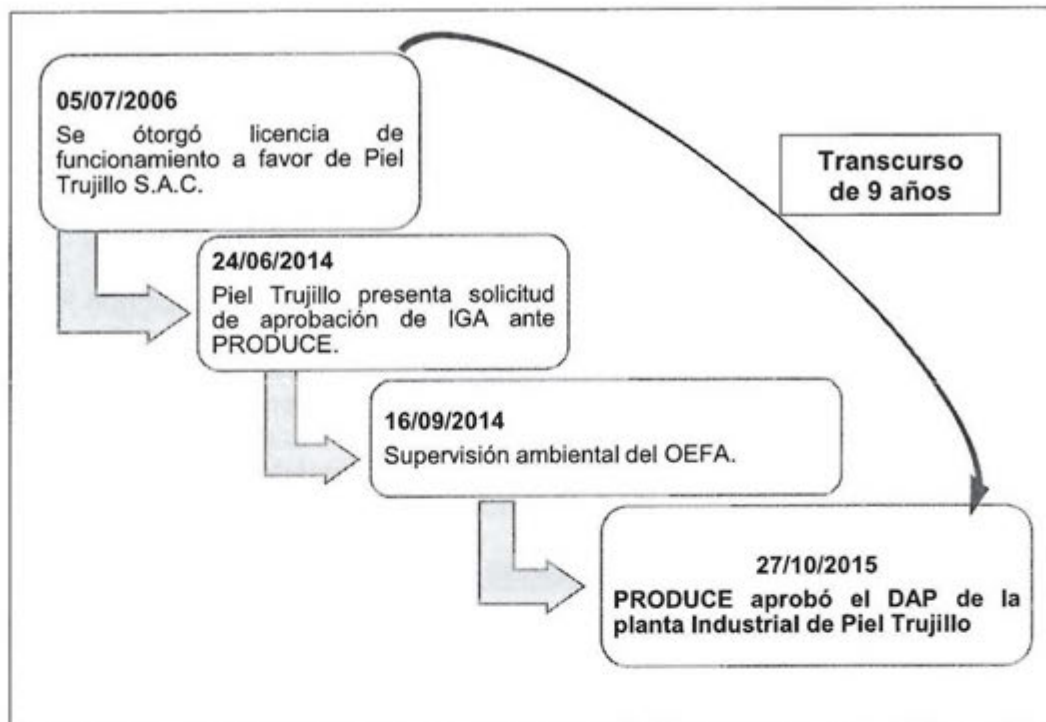 05/07/2006
Se ótorgó licencia de
funcionamiento a favor de Piel
Trujillo S.A.C.
Transcurso
de 9 años
24/06/2014
Piel Trujillo presenta solicitud
de aprobación de IGA ante
PRODUCE.
16/09/2014
Supervisión ambiental del OEFA.
27/10/2015
PRODUCE aprobó el DAP de la
planta Industrial de Piel Trujillo